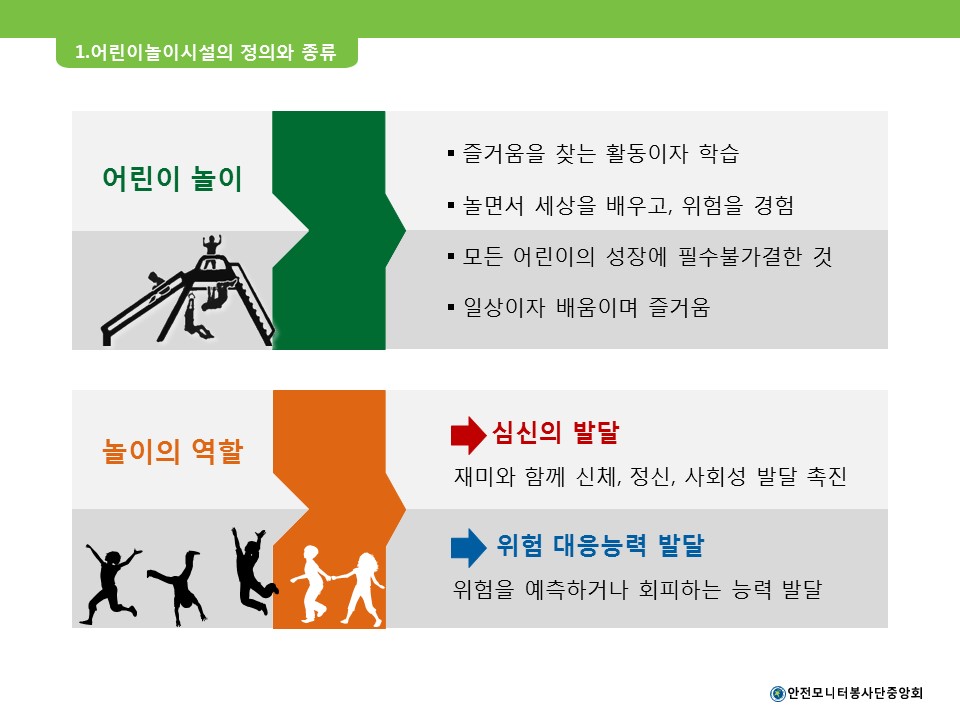 1.어린이놀이시설의 정의와 종류
어린이 놀이
▪ 즐거움을 찾는 활동이자 학습
▪ 놀면서 세상을 배우고, 위험을 경험
▪ 모든 어린이의 성장에 필수불가결한 것
▪ 일상이자 배움이며 즐거움
놀이의 역할
심신의 발달
재미와 함께 신체, 정신, 사회성 발달 촉진
위험 대응능력 발달
위험을 예측하거나 회피하는 능력 발달
안전모니터봉사단중앙회